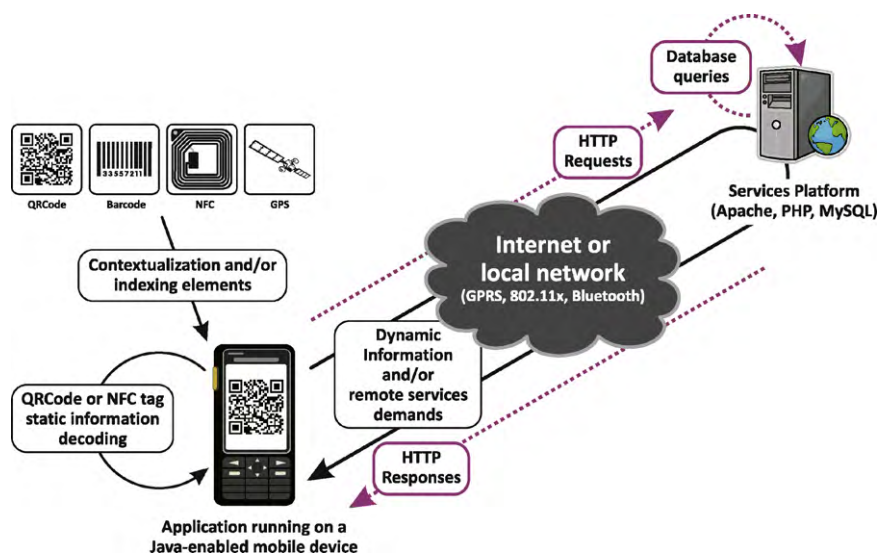 Database
queries
HTTP
Requests
33557211
QRCode
Barcode
NFC
GPS
Services Platform
(Apache, PHP, MySQL)
Contextualization and/or
indexing elements
Internet or
local network
(GPRS, 802.11x, Bluetooth)
Dynamic
Information
and/or
remote services
demands
QRCode or NFC tag
static information
decoding
HTTP
Responses
Application running on a
Java-enabled mobile device